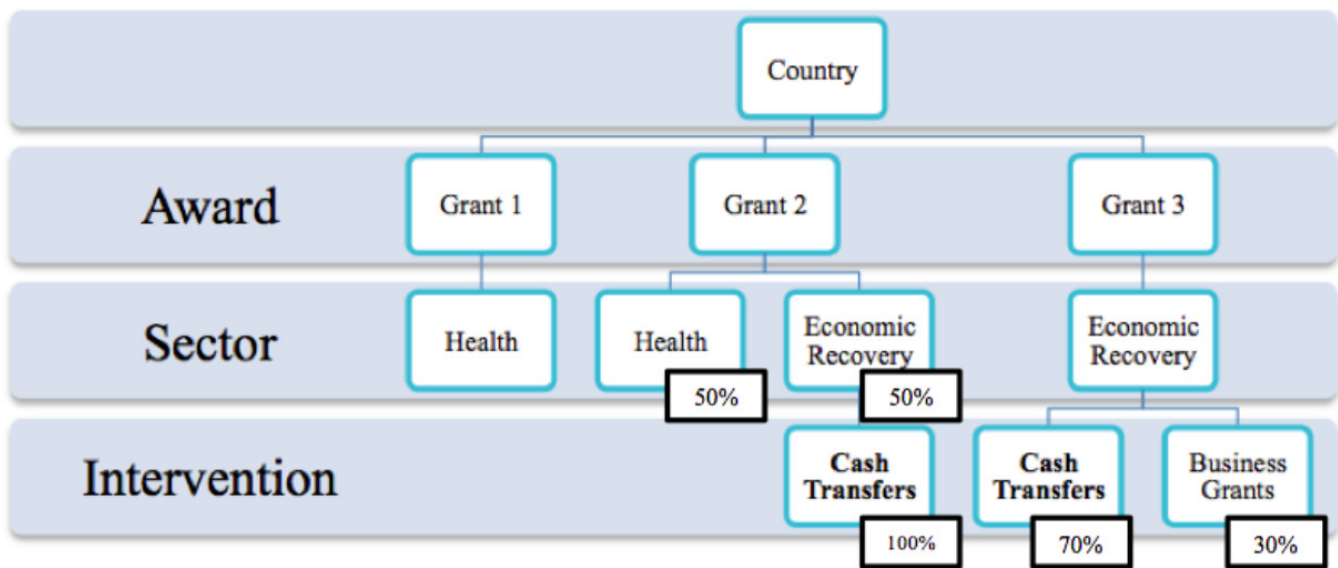 Country
Award
Grant 1
Grant 2
Grant 3
Sector
Health
Health
50%
Economic
Recovery
50%
Economic
Recovery
Intervention
Cash
Transfers
100%
Cash
Transfers
70%
Business
Grants
30%